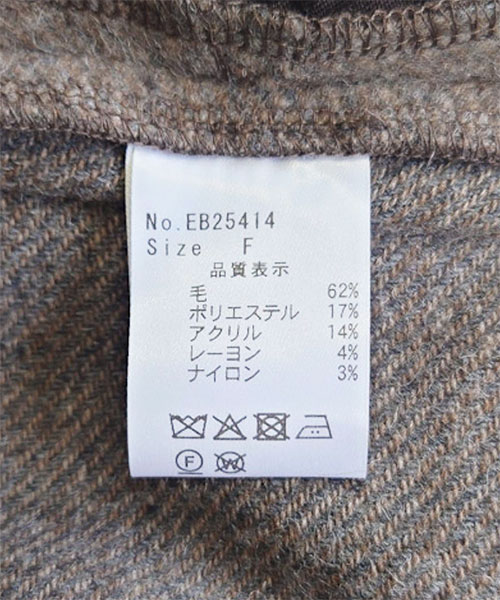 No.EB25414
Size F
品質表示
毛 62%
ポリエステル 17%
アクリル 14%
レーヨン 4%
ナイロン 3%
F W